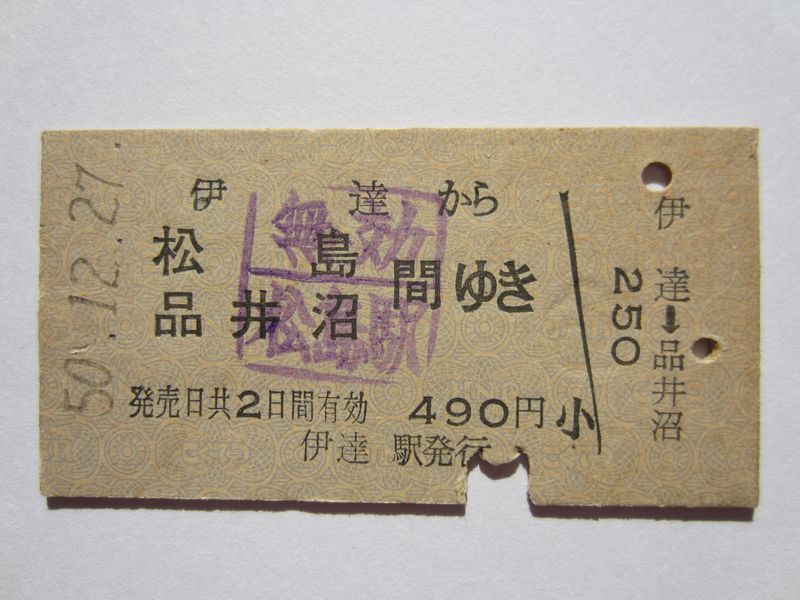 50.12.27
伊達から
松島
品井沼
間ゆき
発売日共2日間有効 490円
伊達駅発行
小
伊達→品井沼
250
無効
松島駅